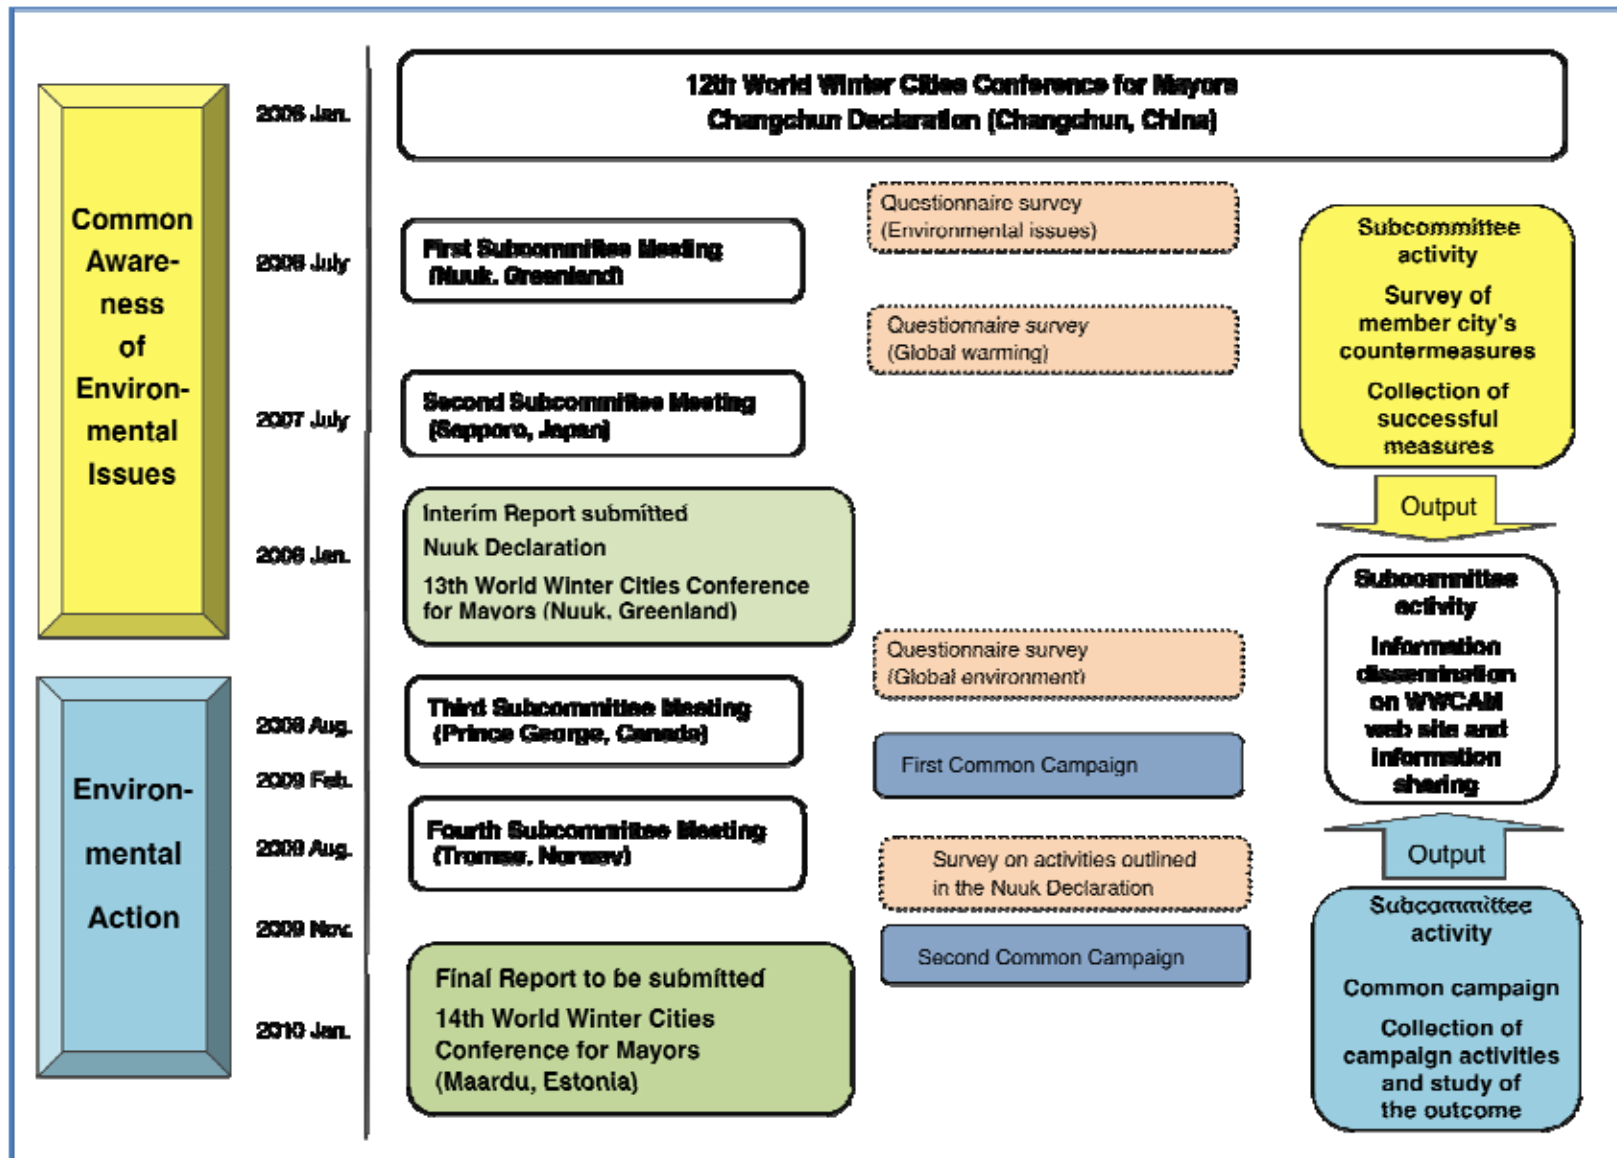 12th World Winter Cities Conference for Mayors
Changchun Declaration (Changchun, China)
Common
Aware-
ness
of
Environ-
mental
Issues
2006 Jan.
2006 July
2007 July
Jan.
Questionnaire survey
(Environmental issues)
First Subcommittee Meeting
(Nuuk, Greenland)
Questionnaire survey
(Global warming)
Second Subcommittee Meeting
(Sapporo, Japan)
Interim Report submitted
Nuuk Declaration
13th World Winter Cities Conference
for Mayors (Nuuk, Greenland)
Subcommittee
activity
Survey of
member city's
countermeasures
Collection of
successful
measures
Output
Subcommittee
activity
Information
dissemination
on WWCAM
web site and
information
sharing
Environ-
mental
Action
2008 Aug.
2009 Feb.
2009 Aug.
2009 Nov.
2010 Jan.
Questionnaire survey
(Global environment)
Third Subcommittee Meeting
(Prince George, Canada)
First Common Campaign
Fourth Subcommittee Meeting
(Tromsø, Norway)
Survey on activities outlined
in the Nuuk Declaration
Second Common Campaign
Final Report to be submitted
14th World Winter Cities
Conference for Mayors
(Maardu, Estonia)
Output
Subcommittee
activity
Common campaign
Collection of
campaign activities
and study of
the outcome